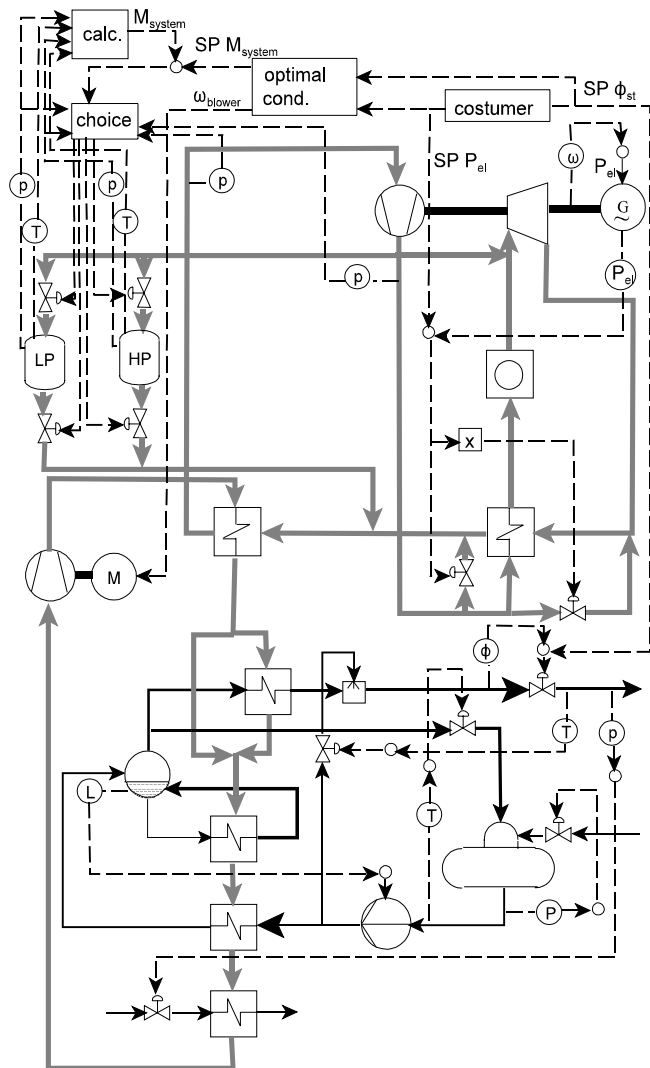 M_system
calc.
SP M_system
optimal
cond.
SP ϕ_st
ω_blower
costumer
choice
p
p
p
T
T
SP P_el
ω
P_el
G
~
P_el
p
LP
HP
x
M
ϕ
T
p
L
T
P